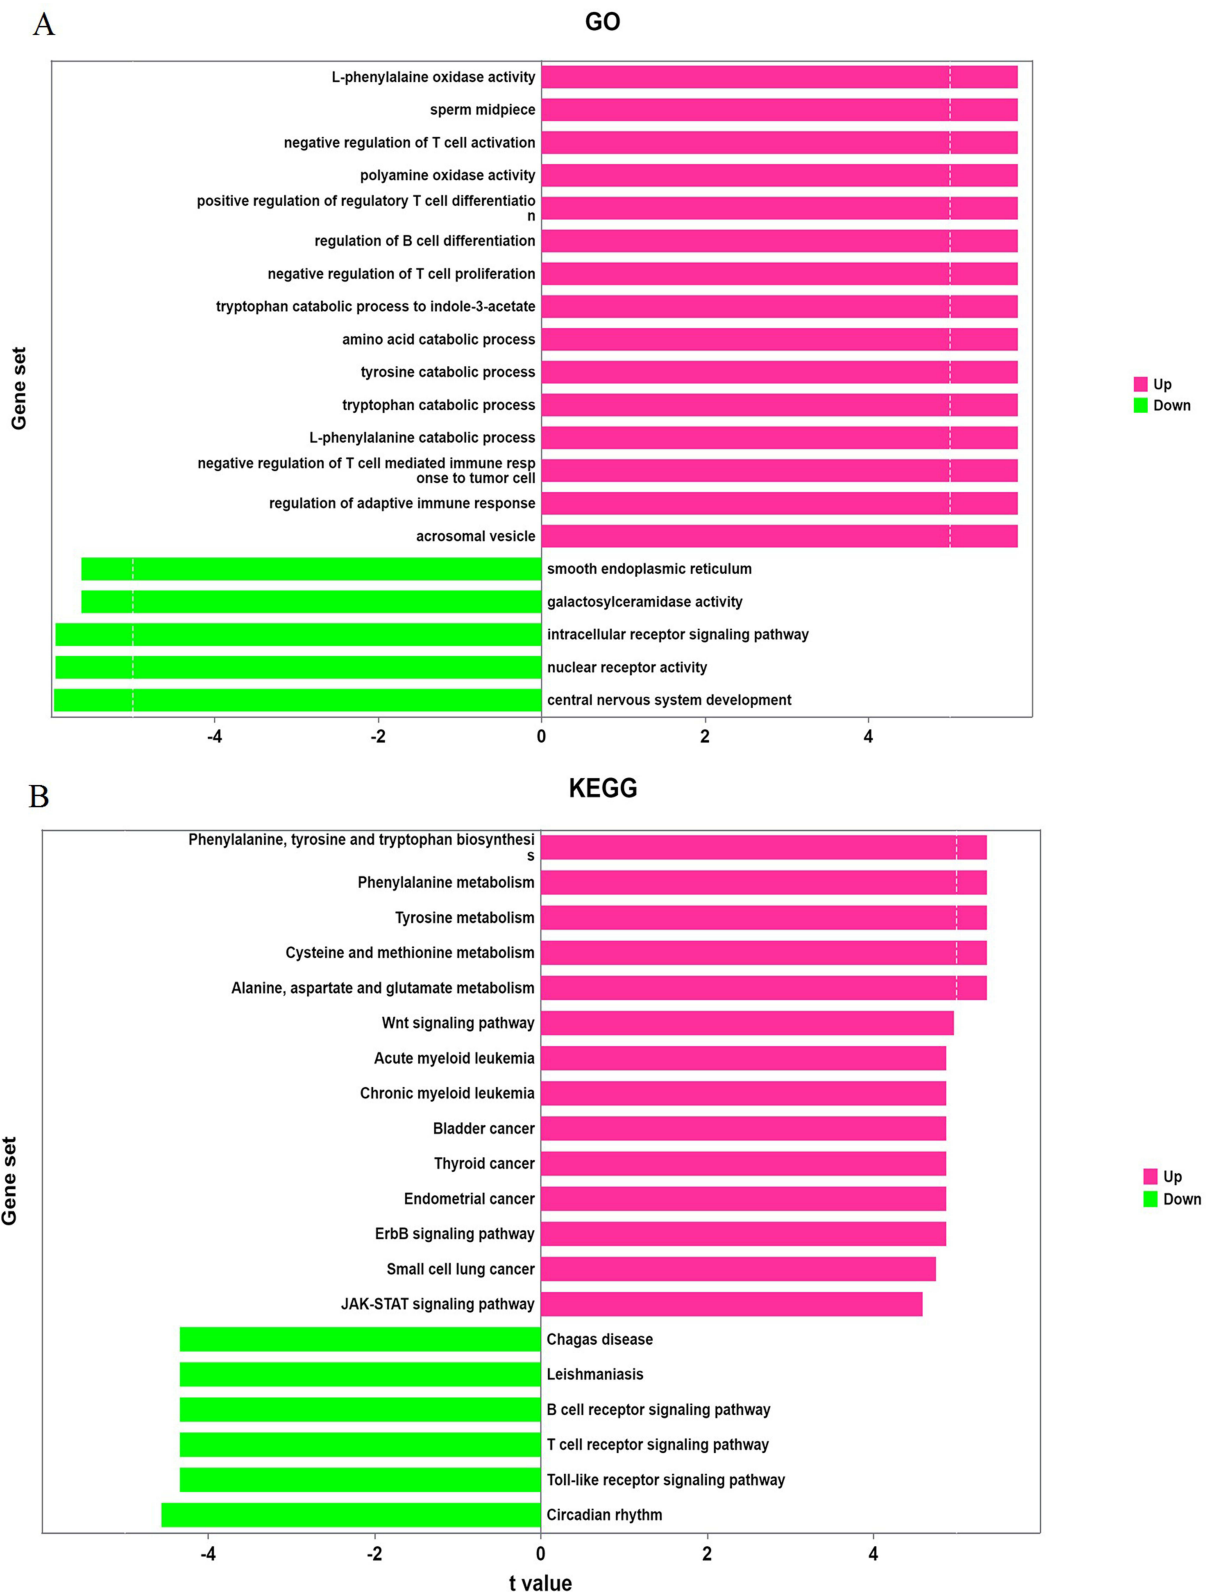 A
GO
L-phenylalaine oxidase activity
sperm midpiece
negative regulation of T cell activation
polyamine oxidase activity
positive regulation of regulatory T cell differentiatio
n
regulation of B cell differentiation
negative regulation of T cell proliferation
tryptophan catabolic process to indole-3-acetate
amino acid catabolic process
tyrosine catabolic process
tryptophan catabolic process
L-phenylalanine catabolic process
negative regulation of T cell mediated immune resp
onse to tumor cell
regulation of adaptive immune response
acrosomal vesicle
smooth endoplasmic reticulum
galactosylceramidase activity
intracellular receptor signaling pathway
nuclear receptor activity
central nervous system development
Gene set
Up
Down
-4 -2 0 2 4
B
KEGG
Phenylalanine, tyrosine and tryptophan biosynthesi
s
Phenylalanine metabolism
Tyrosine metabolism
Cysteine and methionine metabolism
Alanine, aspartate and glutamate metabolism
Wnt signaling pathway
Acute myeloid leukemia
Chronic myeloid leukemia
Bladder cancer
Thyroid cancer
Endometrial cancer
ErbB signaling pathway
Small cell lung cancer
JAK-STAT signaling pathway
Chagas disease
Leishmaniasis
B cell receptor signaling pathway
T cell receptor signaling pathway
Toll-like receptor signaling pathway
Circadian rhythm
Gene set
Up
Down
-4 -2 0 2 4
t value